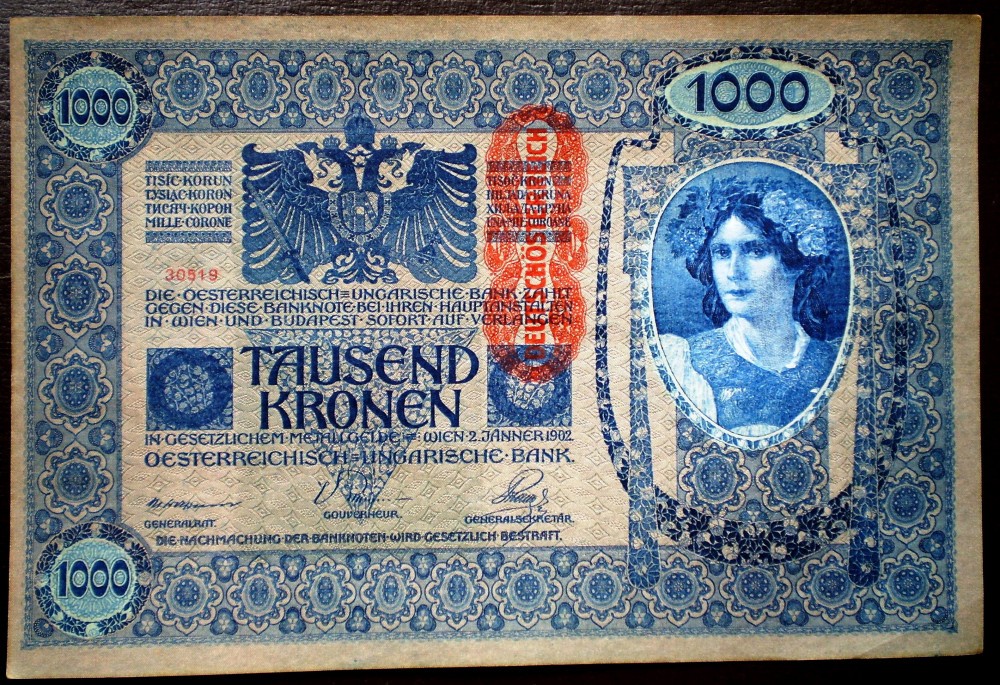 1000
1000
TISÍC·KORUN
TYSIĄC·KORON
ТИСЯЧ·КОРОН
MILLE·CORONE
DEUTSCHÖSTERREICH
30519
DIE·OESTERREICHISCH=UNGARISCHE·BANK·ZAHLT
GEGEN·DIESE·BANKNOTE·BEI·IHREN·HAUPTANSTALTEN
IN·WIEN·UND·BUDAPEST·SOFORT·AUF·VERLANGEN
TAUSEND
KRONEN
IN·GESETZLICHEM·METALLGELDE·WIEN·2.JÄNNER·1902.
OESTERREICHISCH=UNGARISCHE·BANK.
GENERALRAT.
GOUVERNEUR.
GENERALSEKRETÄR.
DIE·NACHMACHUNG·DER·BANKNOTEN·WIRD·GESETZLICH·BESTRAFT.
1000